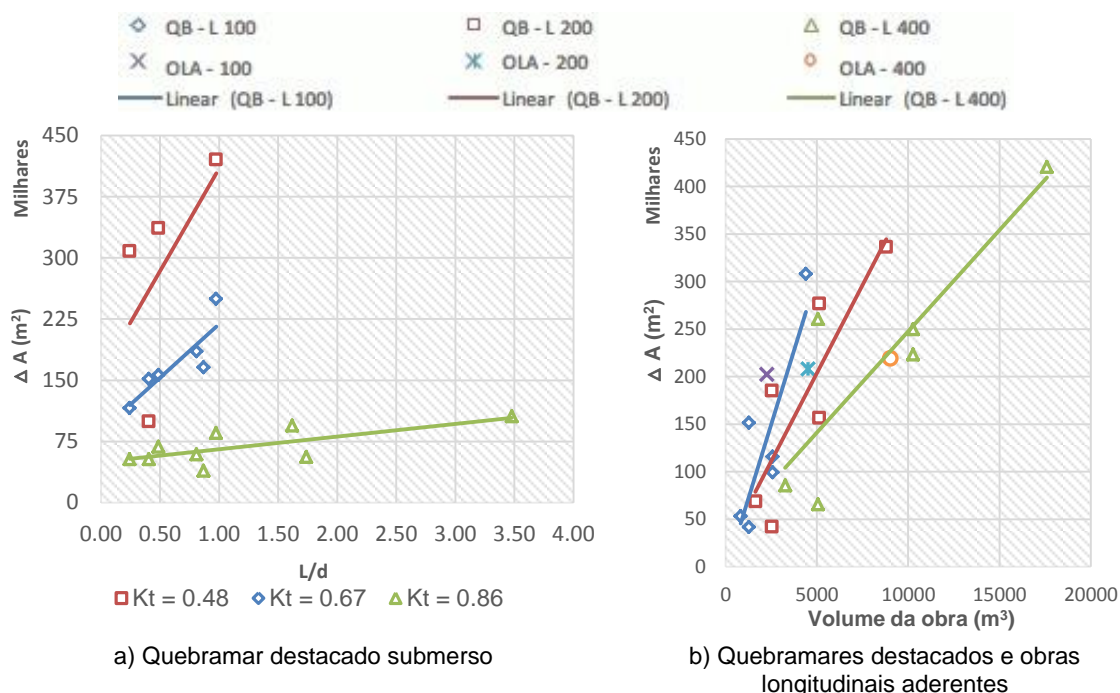 QB - L 100 QB - L 200 QB - L 400
OLA - 100 OLA - 200 OLA - 400
Linear (QB - L 100) Linear (QB - L 200) Linear (QB - L 400)
Milhares
Δ A (m²)
450
375
300
225
150
75
0
0.00 0.50 1.00 1.50 2.00 2.50 3.00 3.50 4.00
L/d
Kt = 0.48 Kt = 0.67 Kt = 0.86
a) Quebramar destacado submerso
Milhares
Δ A (m²)
450
400
350
300
250
200
150
100
50
0
0 5000 10000 15000 20000
Volume da obra (m³)
b) Quebramares destacados e obras
longitudinais aderentes